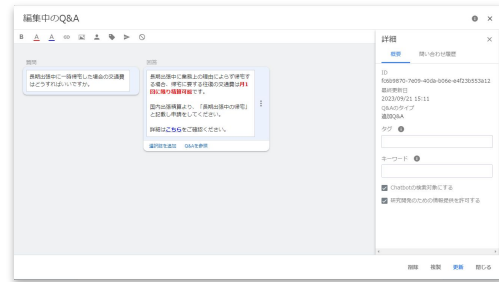 編集中のQ&A
B A A
質問
長期出張中に一時帰宅した場合の交通費
はどうすればいいですか。
回答
長期出張中に業務上の理由によらず帰宅す
る場合、帰宅に要する往復の交通費は月1
回に限り精算可能です。
国内出張精算より、「長期出張中の帰宅」
と記載し申請をしてください。
詳細はこちらをご確認ください。
選択肢を追加 Q&Aを参照
詳細
概要 問い合わせ履歴
ID
f06b9870-7e09-40da-b06e-e4f23b553a12
最終更新日
2023/09/21 15:11
Q&Aのタイプ
追加Q&A
タグ
キーワード
Chatbotの検索対象にする
研究開発のための情報提供を許可する
削除 複製 更新 閉じる